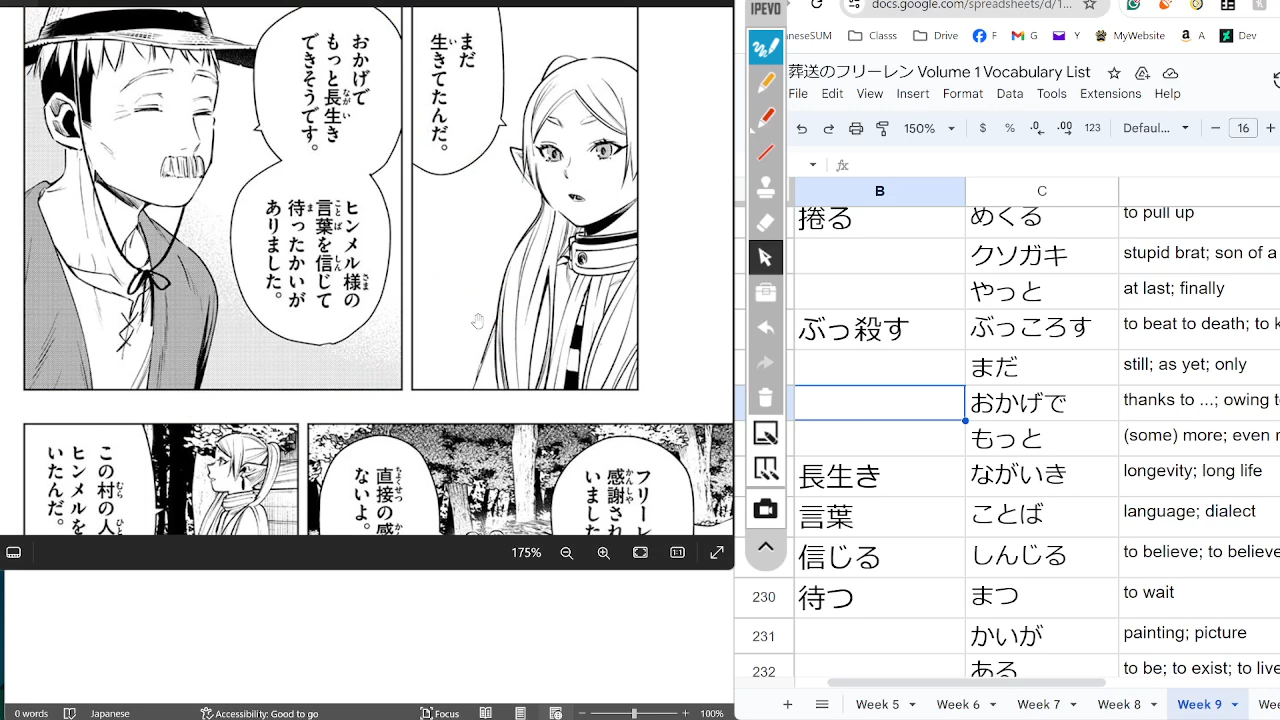 まだ
生きてたんだ。
おかげで
もっと長生き
できそうです。
ヒンメル様の
言葉を信じて
待ったかいが
ありました。
フリーレ
感謝され
いました
直接の感
ないよ。
この村の人
ヒンメルを
いたんだ。
175%
1:1
0 words
Japanese
Accessibility: Good to go
Focus
100%
IPEVO
docs.google.com/spreadsheets/d/1...
aneseSUM
Class
Drive
F
G
Y
MyWebsite
A
Dev
葬送のフリーレン Volume 1 Vocabulary List
File Edit View Insert Format Data Tools Extensions Help
150% $ % .0 .00 123 Defaul... 16
fx
B C
捲る めくる to pull up
クソガキ stupid brat; son of a
やっと at last; finally
ぶっ殺す ぶっころす to beat to death; to k
まだ still; as yet; only
おかげで thanks to ...; owing to
もっと (some) more; even m
長生き ながいき longevity; long life
言葉 ことば language; dialect
信じる しんじる to believe; to believe
230 待つ まつ to wait
231 かいが painting; picture
232 ある to be; to exist; to live
Week 5 Week 6 Week 7 Week 8 Week 9 We